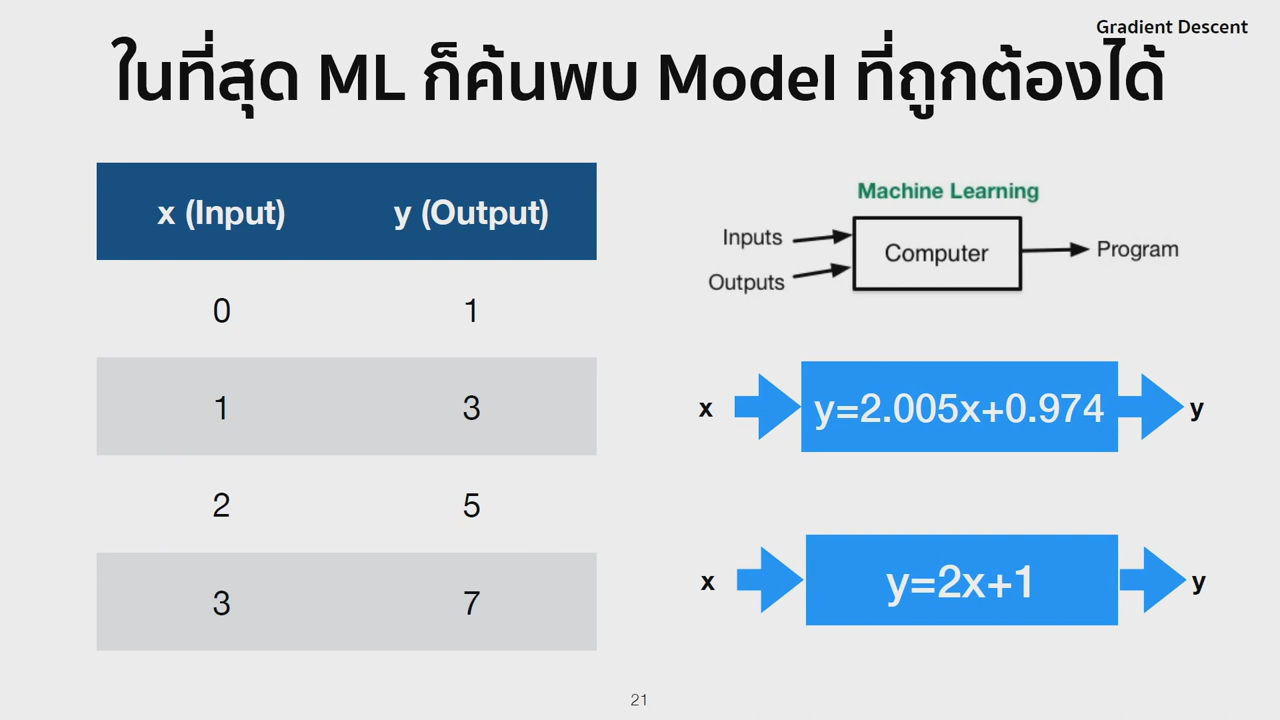 Gradient Descent
ในที่สุด ML ก็ค้นพบ Model ที่ถูกต้องได้
x (Input) y (Output)
0 1
1 3
2 5
3 7
Machine Learning
Inputs
Outputs
Computer
Program
x y=2.005x+0.974 y
x y=2x+1 y
21